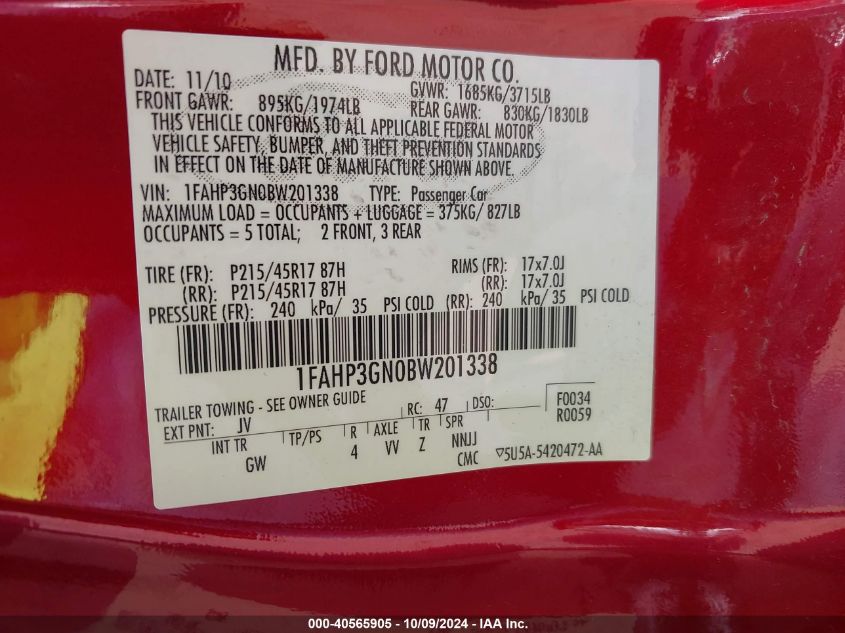 MFD. BY FORD MOTOR CO.
DATE: 11/10 GVWR: 1685KG/3715LB
FRONT GAWR: 895KG/1974LB REAR GAWR: 830KG/1830LB
THIS VEHICLE CONFORMS TO ALL APPLICABLE FEDERAL MOTOR
VEHICLE SAFETY, BUMPER, AND THEFT PREVENTION STANDARDS
IN EFFECT ON THE DATE OF MANUFACTURE SHOWN ABOVE.
VIN: 1FAHP3GN0BW201338 TYPE: Passenger Car
MAXIMUM LOAD = OCCUPANTS + LUGGAGE = 375KG/ 827LB
OCCUPANTS = 5 TOTAL; 2 FRONT, 3 REAR
TIRE (FR): P215/45R17 87H RIMS (FR): 17x7.0J
(RR): P215/45R17 87H (RR): 17x7.0J
PRESSURE (FR): 240 kPa/ 35 PSI COLD (RR): 240 kPa/ 35 PSI COLD
1FAHP3GN0BW201338
TRAILER TOWING - SEE OWNER GUIDE
EXT PNT: JV RC: 47 DSO: F0034
R0059
INT TR TP/PS R AXLE TR SPR
GW 4 VV Z NNJJ
CMC ▽5U5A-5420472-AA
000-40565905 - 10/09/2024 - IAA Inc.